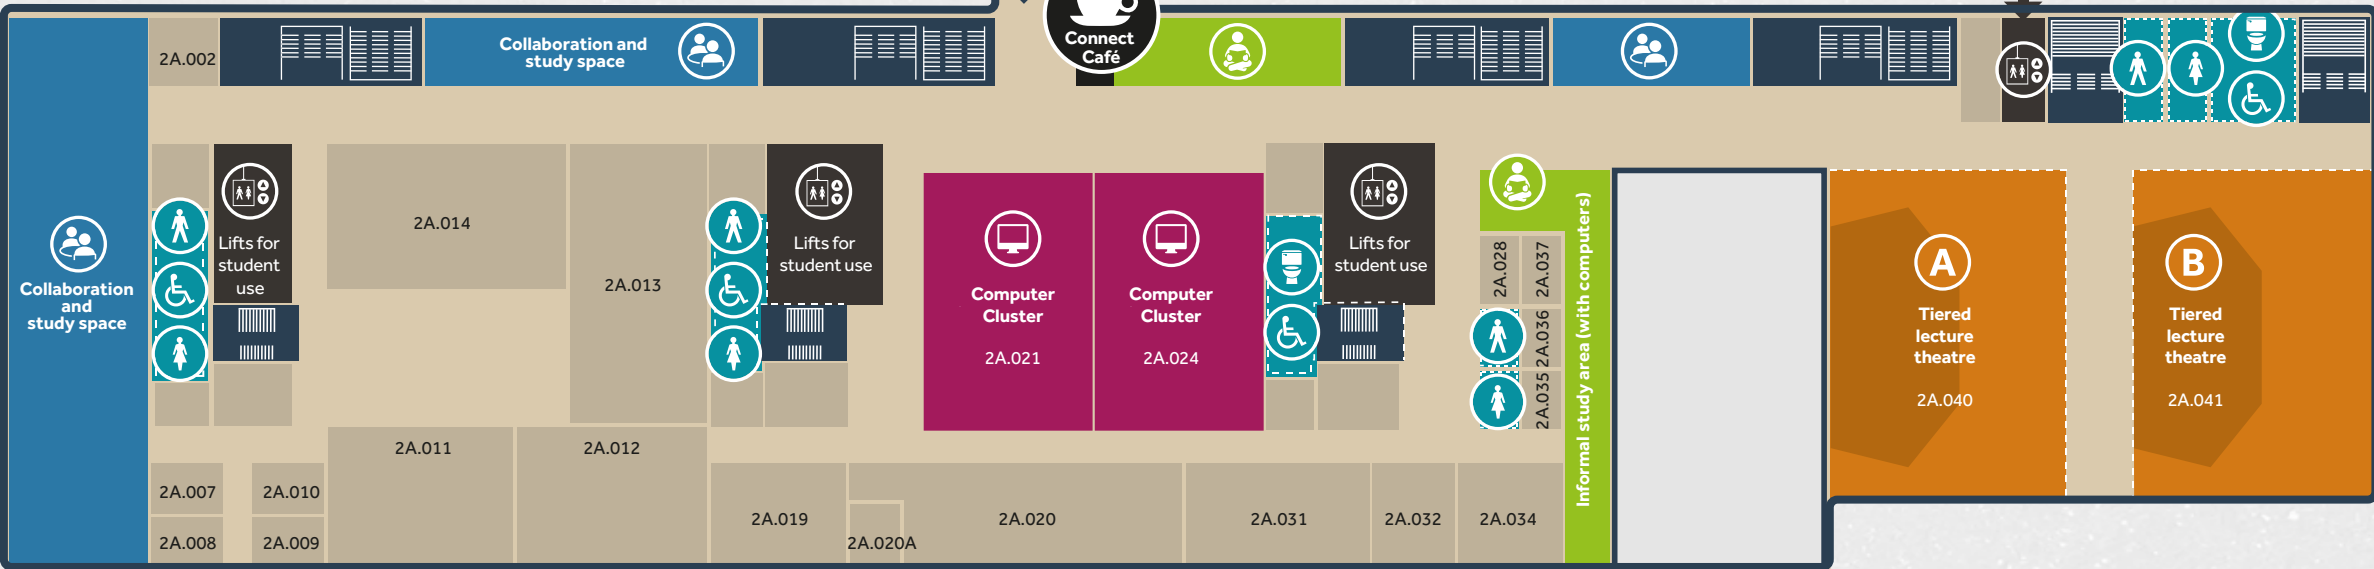 2A.002
Collaboration and
study space
Connect
Café
Collaboration
and
study space
Lifts for
student
use
2A.014
2A.013
Lifts for
student use
Computer
Cluster
2A.021
Computer
Cluster
2A.024
Lifts for
student use
2A.028
2A.037
2A.036
2A.035
Informal study area (with computers)
A
Tiered
lecture
theatre
2A.040
B
Tiered
lecture
theatre
2A.041
2A.011
2A.012
2A.007
2A.010
2A.008
2A.009
2A.019
2A.020
2A.020A
2A.031
2A.032
2A.034